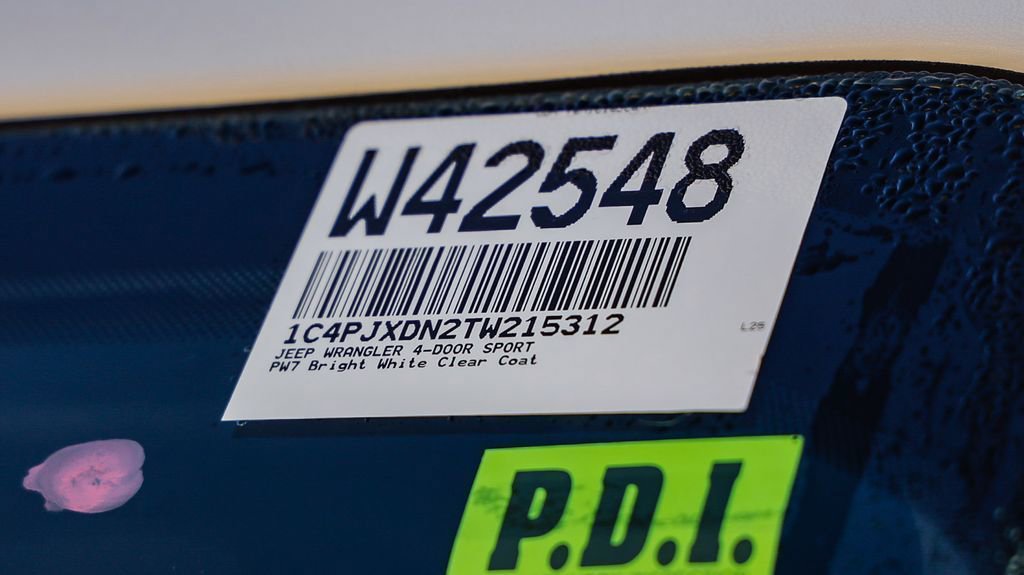 W42548
1C4PJXDN2TW215312
JEEP WRANGLER 4-DOOR SPORT
PW7 Bright White Clear Coat
L25
P.D.I.